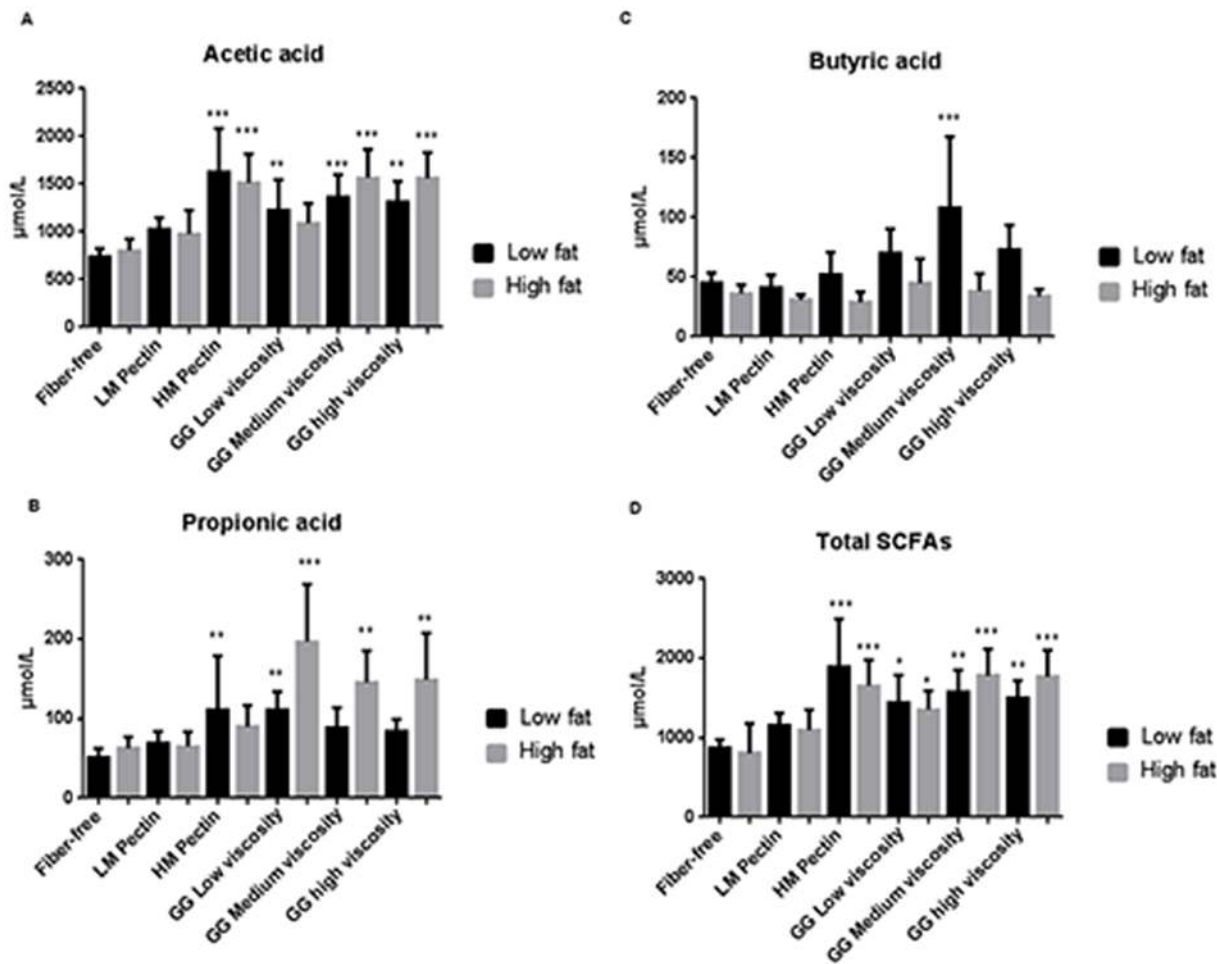 A
Acetic acid
2500
2000
1500
1000
500
0
µmol/L
*** *** ** *** *** ** ***
Fiber-free
LM Pectin
HM Pectin
GG Low viscosity
GG Medium viscosity
GG high viscosity
Low fat
High fat
C
Butyric acid
200
150
100
50
0
µmol/L
***
Fiber-free
LM Pectin
HM Pectin
GG Low viscosity
GG Medium viscosity
GG high viscosity
Low fat
High fat
B
Propionic acid
300
200
100
0
µmol/L
** ** *** ** **
Fiber-free
LM Pectin
HM Pectin
GG Low viscosity
GG Medium viscosity
GG high viscosity
Low fat
High fat
D
Total SCFAs
3000
2000
1000
0
µmol/L
*** *** * * ** *** ** ***
Fiber-free
LM Pectin
HM Pectin
GG Low viscosity
GG Medium viscosity
GG high viscosity
Low fat
High fat